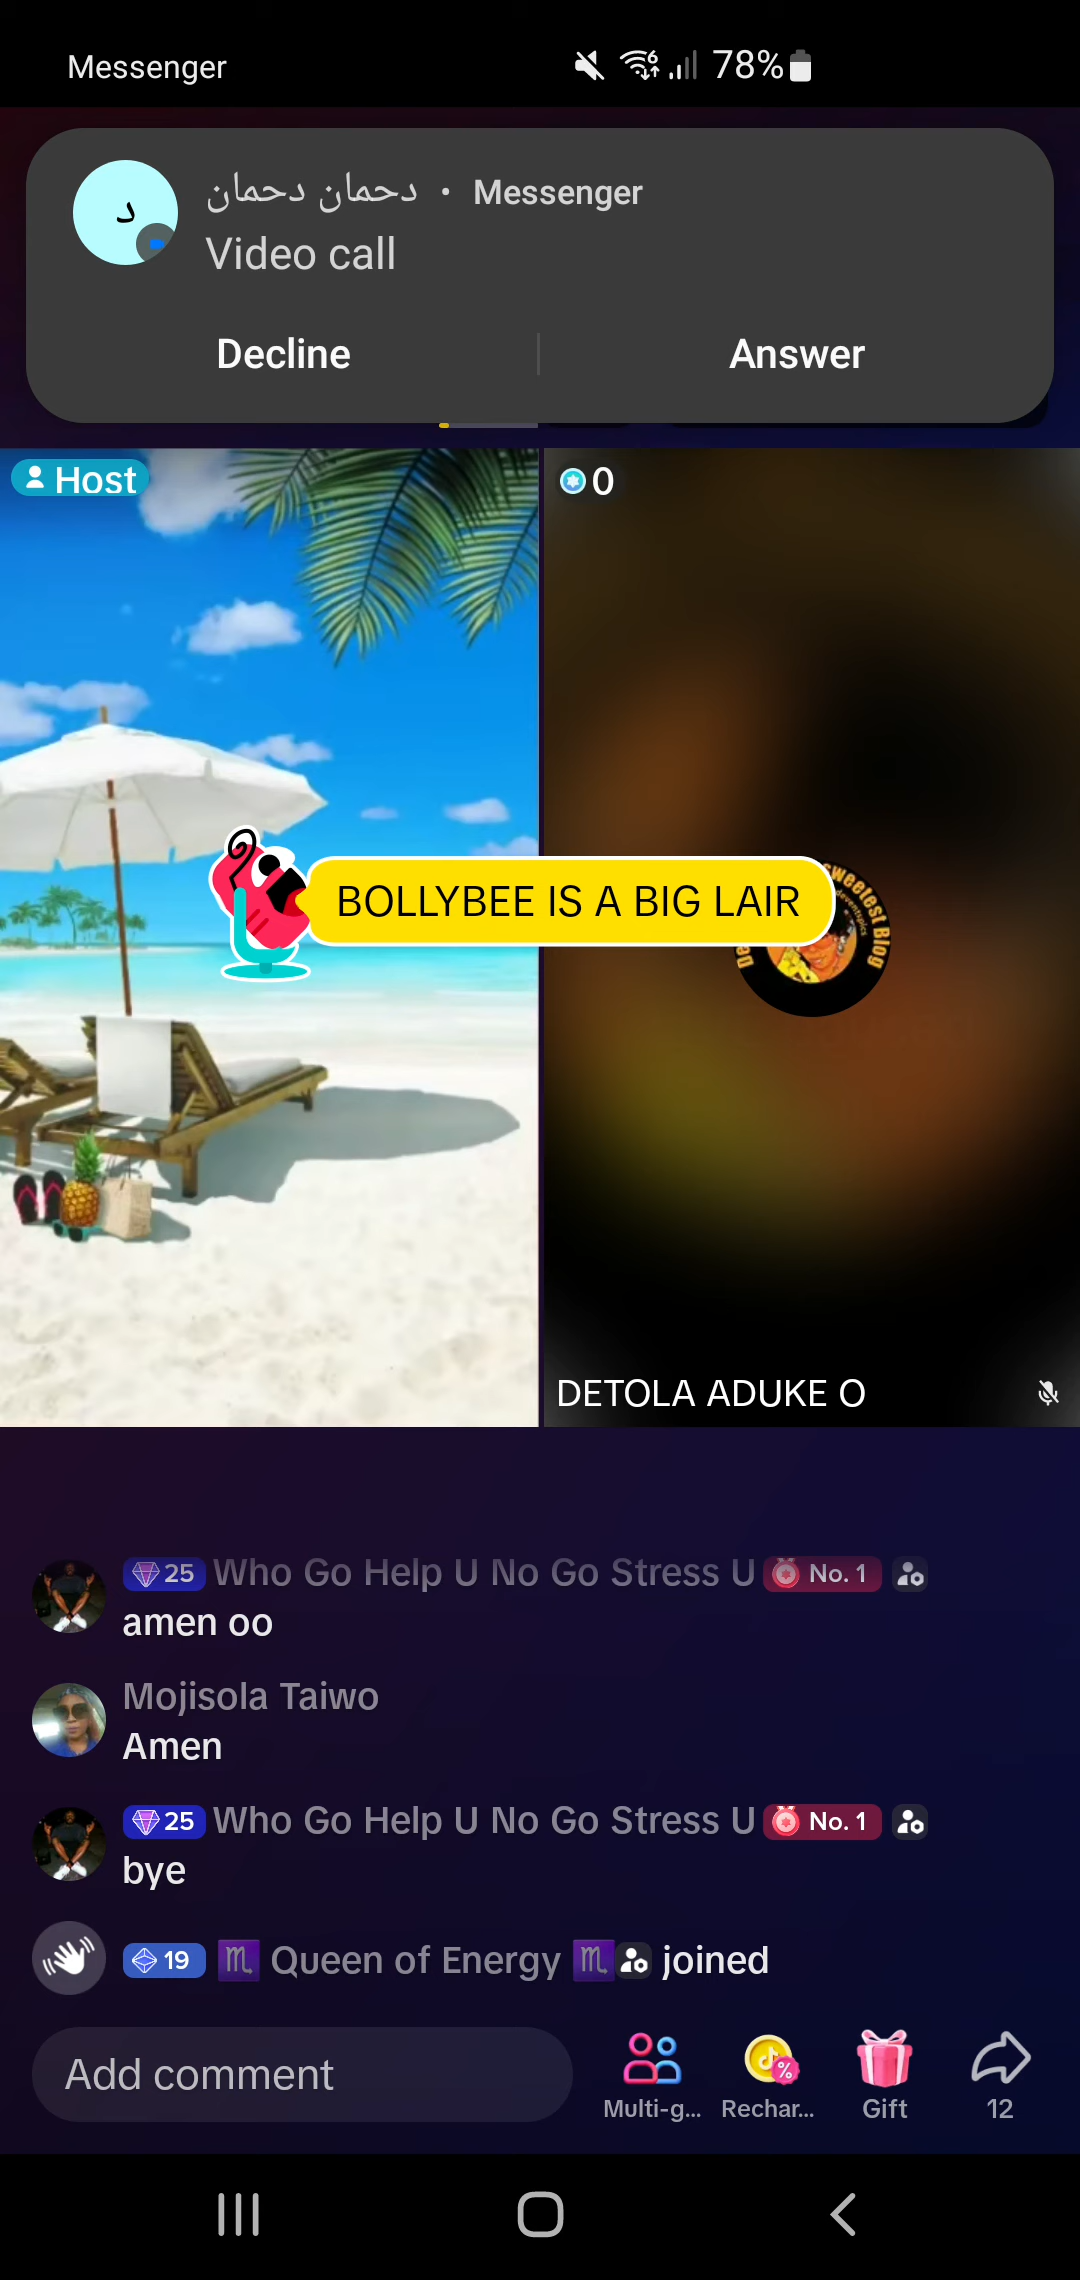 Messenger
78%
دحمان دحمان • Messenger
Video call
Decline
Answer
Host
0
BOLLYBEE IS A BIG LAIR
sweetest Blog
DETOLA ADUKE O
25 Who Go Help U No Go Stress U No. 1
amen oo
Mojisola Taiwo
Amen
25 Who Go Help U No Go Stress U No. 1
bye
19 ♏ Queen of Energy ♏ joined
Add comment
Multi-g...
Rechar...
Gift
12